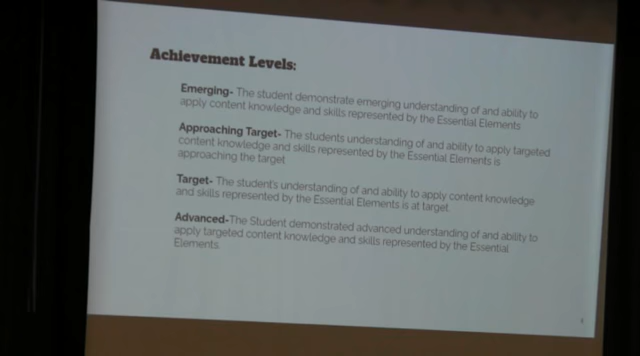 Achievement Levels:
Emerging- The student demonstrate emerging understanding of and ability to
apply content knowledge and skills represented by the Essential Elements
Approaching Target- The students understanding of and ability to apply targeted
content knowledge and skills represented by the Essential Elements is
approaching the target
Target- The student's understanding of and ability to apply content knowledge
and skills represented by the Essential Elements is at target.
Advanced-The Student demonstrated advanced understanding of and ability to
apply targeted content knowledge and skills represented by the Essential
Elements.